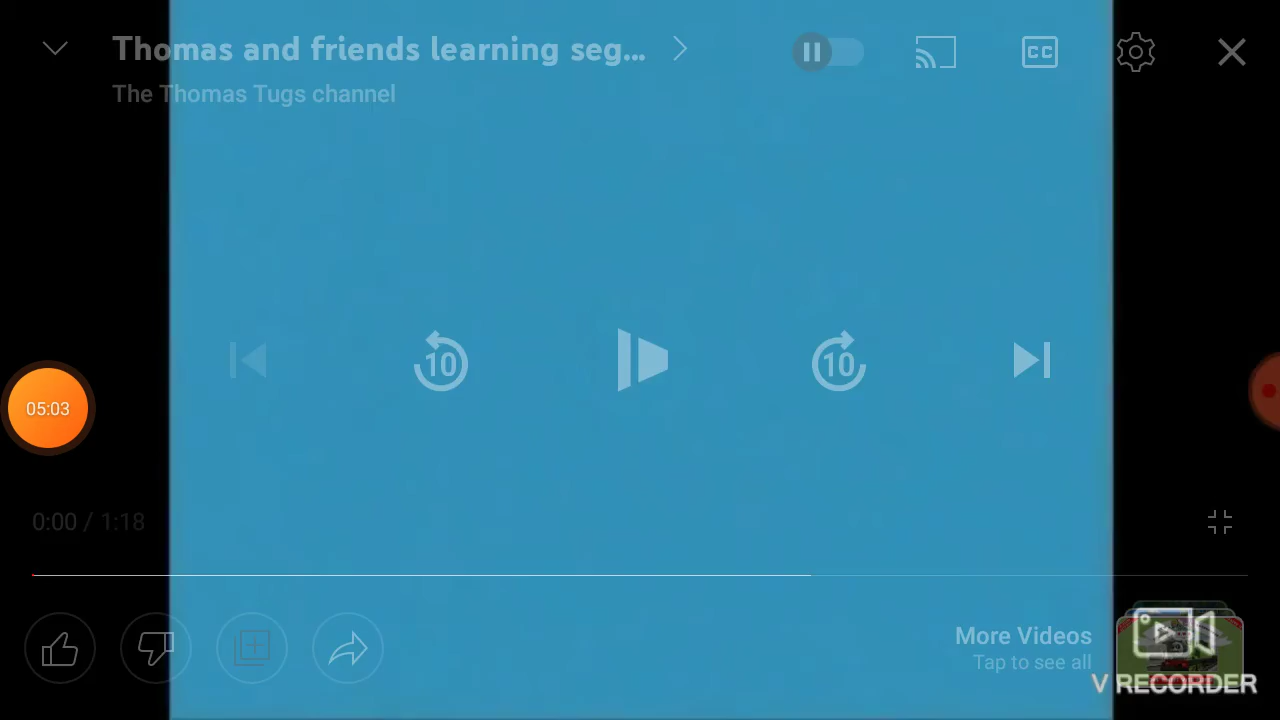 Thomas and friends learning seg...
The Thomas Tugs channel
CC
10
10
05:03
0:00 / 1:18
More Videos
Tap to see all
V RECORDER